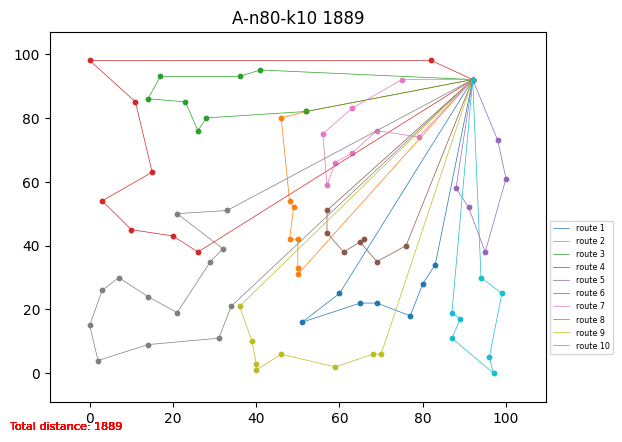 A-n80-k10 1889
100
80
60
40
20
0
0
20
40
60
80
100
route 1
route 2
route 3
route 4
route 5
route 6
route 7
route 8
route 9
route 10
Total distance: 1889